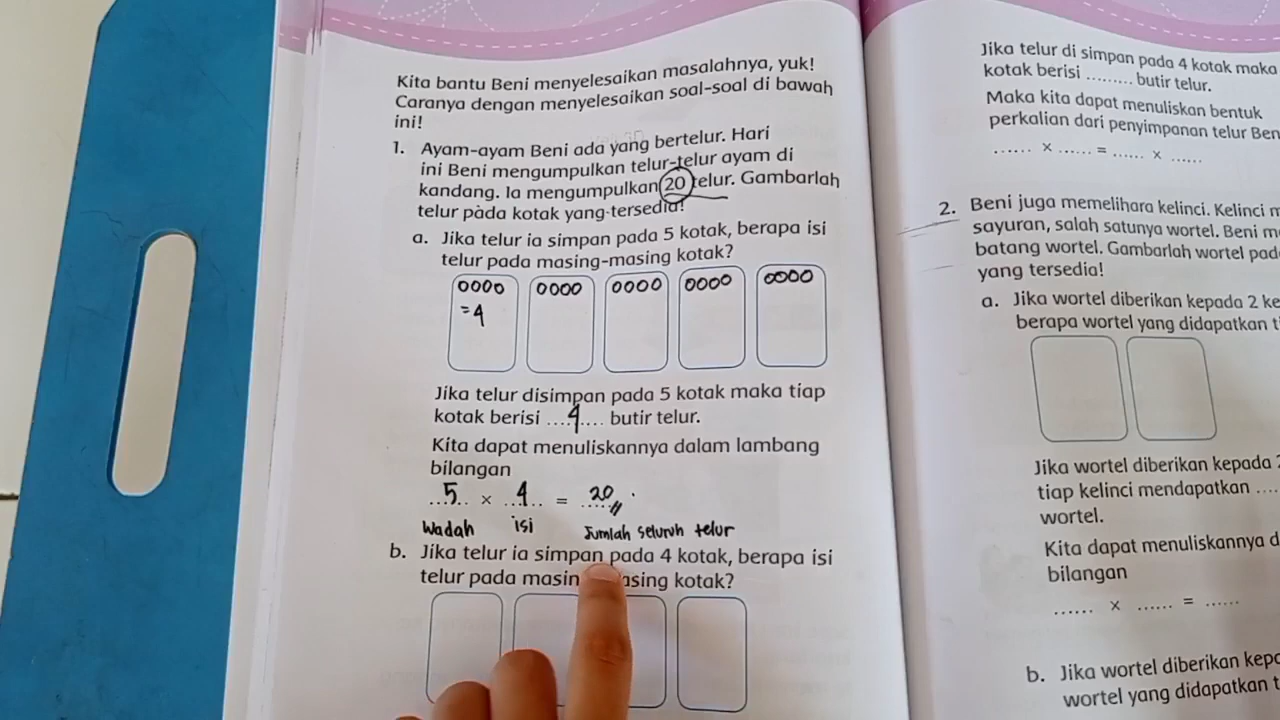 Kita bantu Beni menyelesaikan masalahnya, yuk!
Caranya dengan menyelesaikan soal-soal di bawah
ini!
1. Ayam-ayam Beni ada yang bertelur. Hari
ini Beni mengumpulkan telur-telur ayam di
kandang. Ia mengumpulkan 20 telur. Gambarlah
telur pada kotak yang tersedia!
a. Jika telur ia simpan pada 5 kotak, berapa isi
telur pada masing-masing kotak?
0000 0000 0000 0000 0000
=4
Jika telur disimpan pada 5 kotak maka tiap
kotak berisi ....4.... butir telur.
Kita dapat menuliskannya dalam lambang
bilangan
...5.. × ..4.... = ..20....
Wadah isi Jumlah seluruh telur
b. Jika telur ia simpan pada 4 kotak, berapa isi
telur pada kotak?
Jika telur di simpan pada 4 kotak maka
kotak berisi ......... butir telur.
Maka kita dapat menuliskan bentuk
perkalian dari penyimpanan telur Ben
...... × ...... = ...... × ......
2. Beni juga memelihara kelinci. Kelinci
sayuran, salah satunya wortel. Beni
batang wortel. Gambarlah wortel pad
yang tersedia!
a. Jika wortel diberikan kepada 2 ke
berapa wortel yang didapatkan t
Jika wortel diberikan kepada
tiap kelinci mendapatkan ....
wortel.
Kita dapat menuliskannya d
bilangan
...... × ...... = ......
b. Jika wortel diberikan kepa
wortel yang didapatkan t